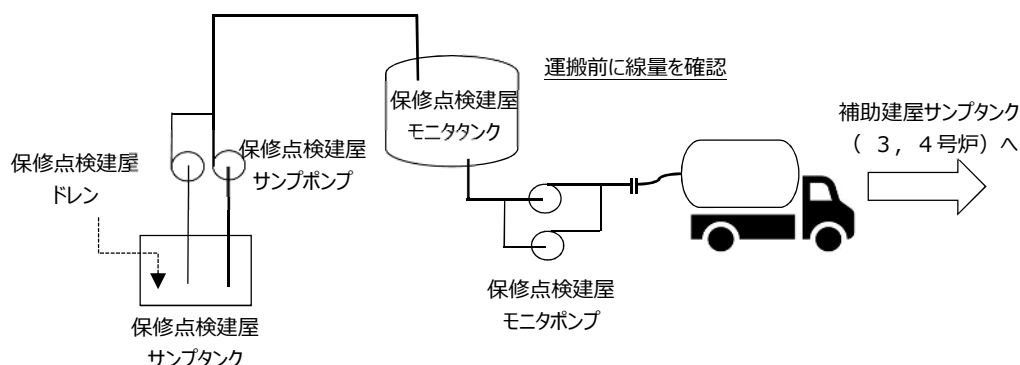 運搬前に線量を確認
保修点検建屋
モニタタンク
補助建屋サンプタンク
（ ３，４号炉）へ
保修点検建屋
サンプポンプ
保修点検建屋
ドレン
保修点検建屋
モニタポンプ
保修点検建屋
サンプタンク